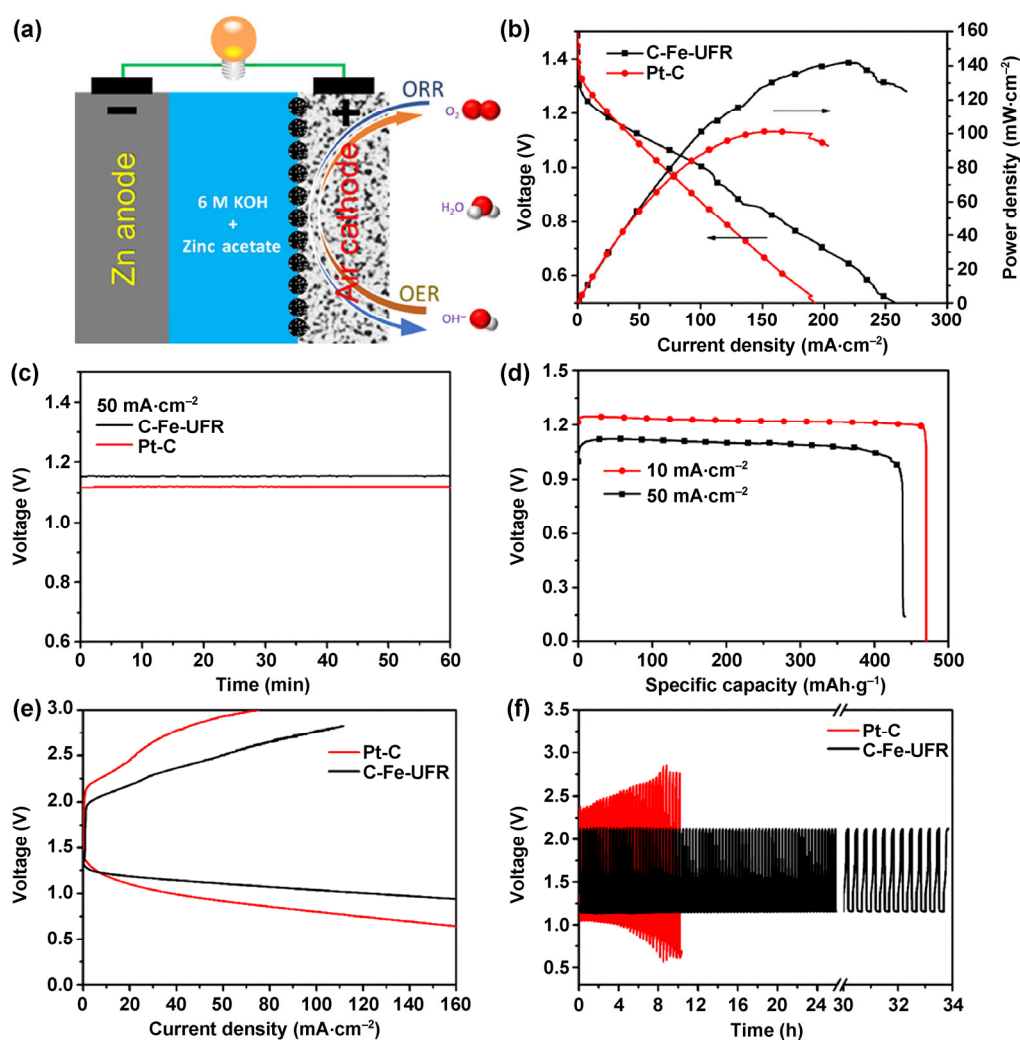 (a)
Zn anode
6 M KOH
+
Zinc acetate
Air cathode
ORR
O₂
H₂O
OER
OH⁻
(b)
C-Fe-UFR
Pt-C
1.4
1.2
1.0
0.8
0.6
Voltage (V)
0 50 100 150 200 250 300
Current density (mA·cm⁻²)
160
140
120
100
80
60
40
20
0
Power density (mW·cm⁻²)
(c)
50 mA·cm⁻²
C-Fe-UFR
Pt-C
1.4
1.2
1.0
0.8
0.6
Voltage (V)
0 10 20 30 40 50 60
Time (min)
(d)
10 mA·cm⁻²
50 mA·cm⁻²
1.5
1.2
0.9
0.6
0.3
0.0
Voltage (V)
0 100 200 300 400 500
Specific capacity (mAh·g⁻¹)
(e)
Pt-C
C-Fe-UFR
3.0
2.5
2.0
1.5
1.0
0.5
0.0
Voltage (V)
0 20 40 60 80 100 120 140 160
Current density (mA·cm⁻²)
(f)
Pt-C
C-Fe-UFR
3.5
3.0
2.5
2.0
1.5
1.0
0.5
Voltage (V)
0 4 8 12 16 20 24 30 32 34
Time (h)